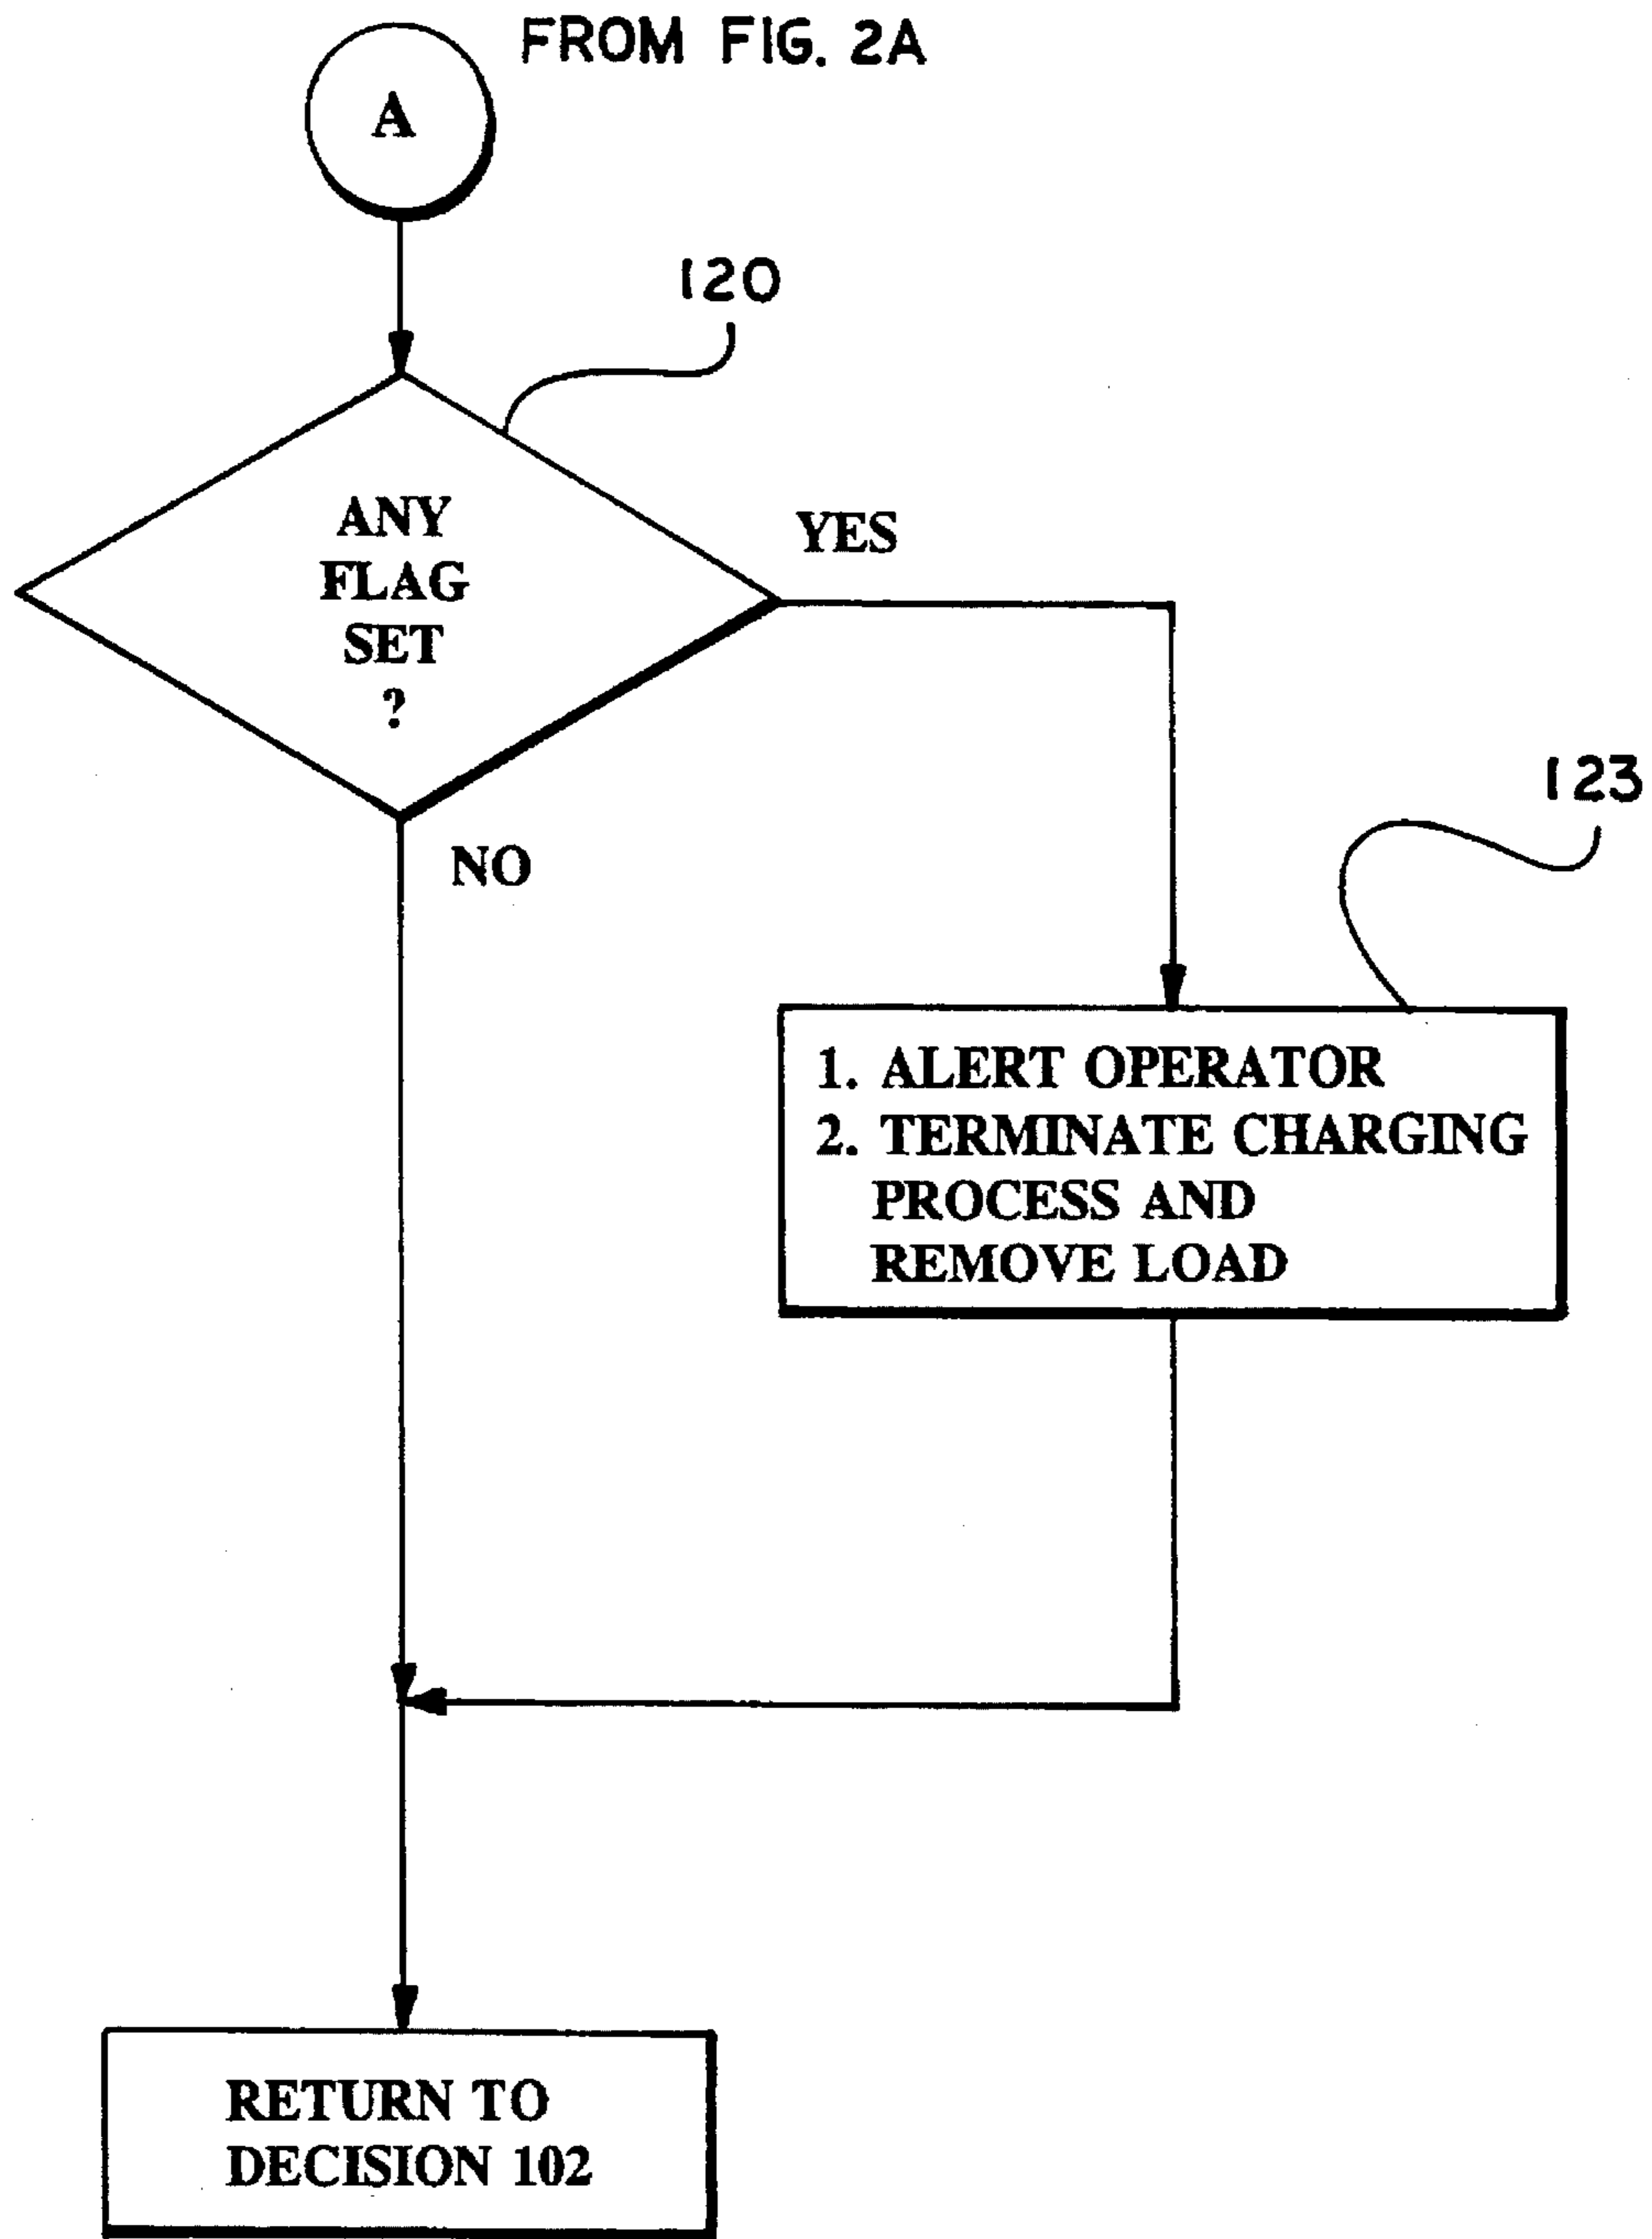 FROM FIG. 2A
A
120
ANY
FLAG
SET
?
YES
NO
123
1. ALERT OPERATOR
2. TERMINATE CHARGING
PROCESS AND
REMOVE LOAD
RETURN TO
DECISION 102